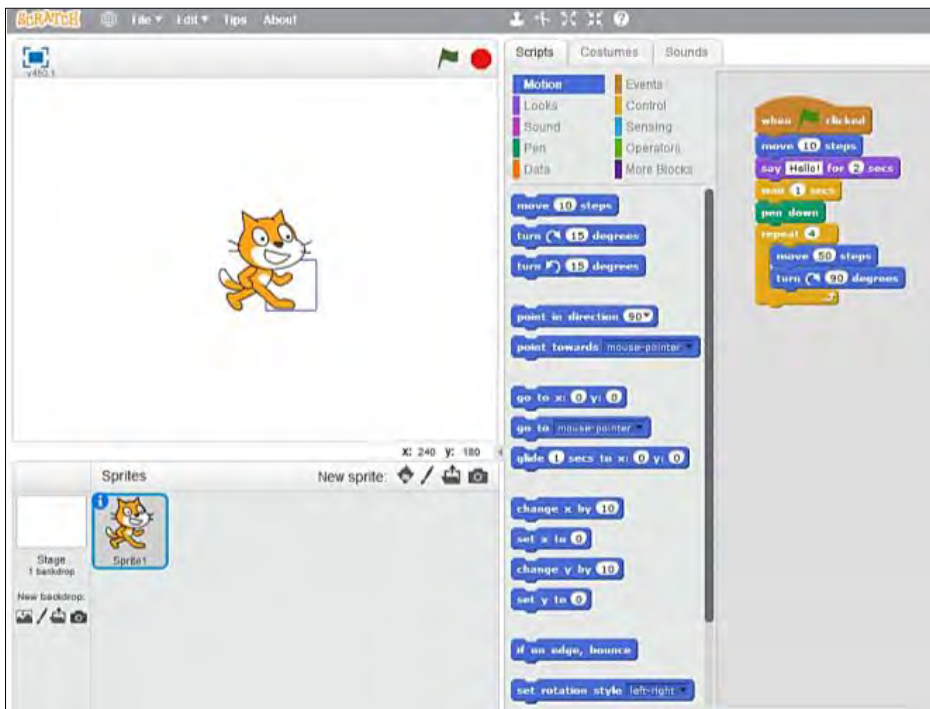 SCRATCH File Edit Tips About
v450.1
Scripts Costumes Sounds
Motion
Looks
Sound
Pen
Data
Events
Control
Sensing
Operators
More Blocks
move 10 steps
turn 15 degrees
turn 15 degrees
point in direction 90
point towards mouse-pointer
go to x: 0 y: 0
go to mouse-pointer
glide 1 secs to x: 0 y: 0
change x by 10
set x to 0
change y by 10
set y to 0
if on edge, bounce
set rotation style left-right
when clicked
move 10 steps
say Hello! for 2 secs
wait 1 secs
pen down
repeat 4
move 50 steps
turn 90 degrees
X: 240 y: 180
Sprites New sprite:
Stage
1 backdrop
New backdrop:
Sprite1